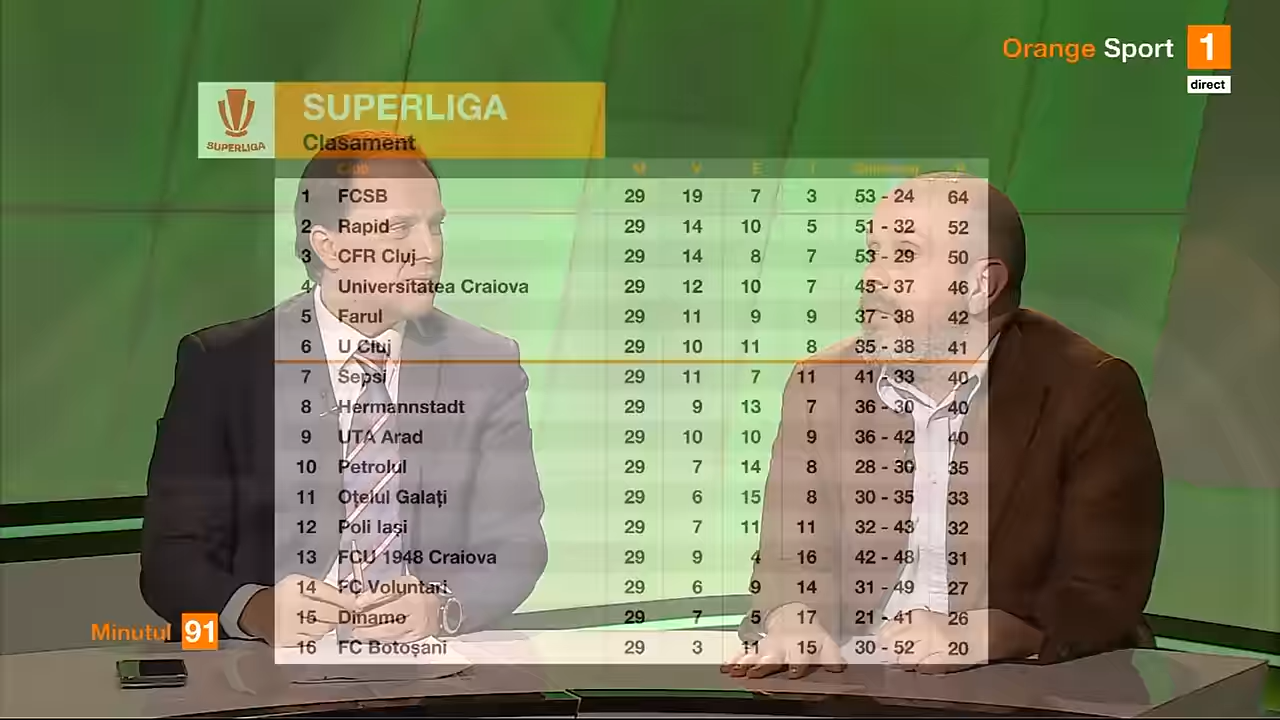 Orange Sport 1
direct
SUPERLIGA
SUPERLIGA
Clasament
1 FCSB 29 19 7 3 53 - 24 64
2 Rapid 29 14 10 5 51 - 32 52
3 CFR Cluj 29 14 8 7 53 - 29 50
4 Universitatea Craiova 29 12 10 7 45 - 37 46
5 Farul 29 11 9 9 37 - 38 42
6 U Cluj 29 10 11 8 35 - 38 41
7 Sepsi 29 11 7 11 41 - 33 40
8 Hermannstadt 29 9 13 7 36 - 30 40
9 UTA Arad 29 10 10 9 36 - 42 40
10 Petrolul 29 7 14 8 28 - 30 35
11 Oțelul Galați 29 6 15 8 30 - 35 33
12 Poli Iași 29 7 11 11 32 - 43 32
13 FCU 1948 Craiova 29 9 4 16 42 - 48 31
14 FC Voluntari 29 6 9 14 31 - 49 27
15 Dinamo 29 7 5 17 21 - 41 26
16 FC Botoșani 29 3 11 15 30 - 52 20
Minutul 91